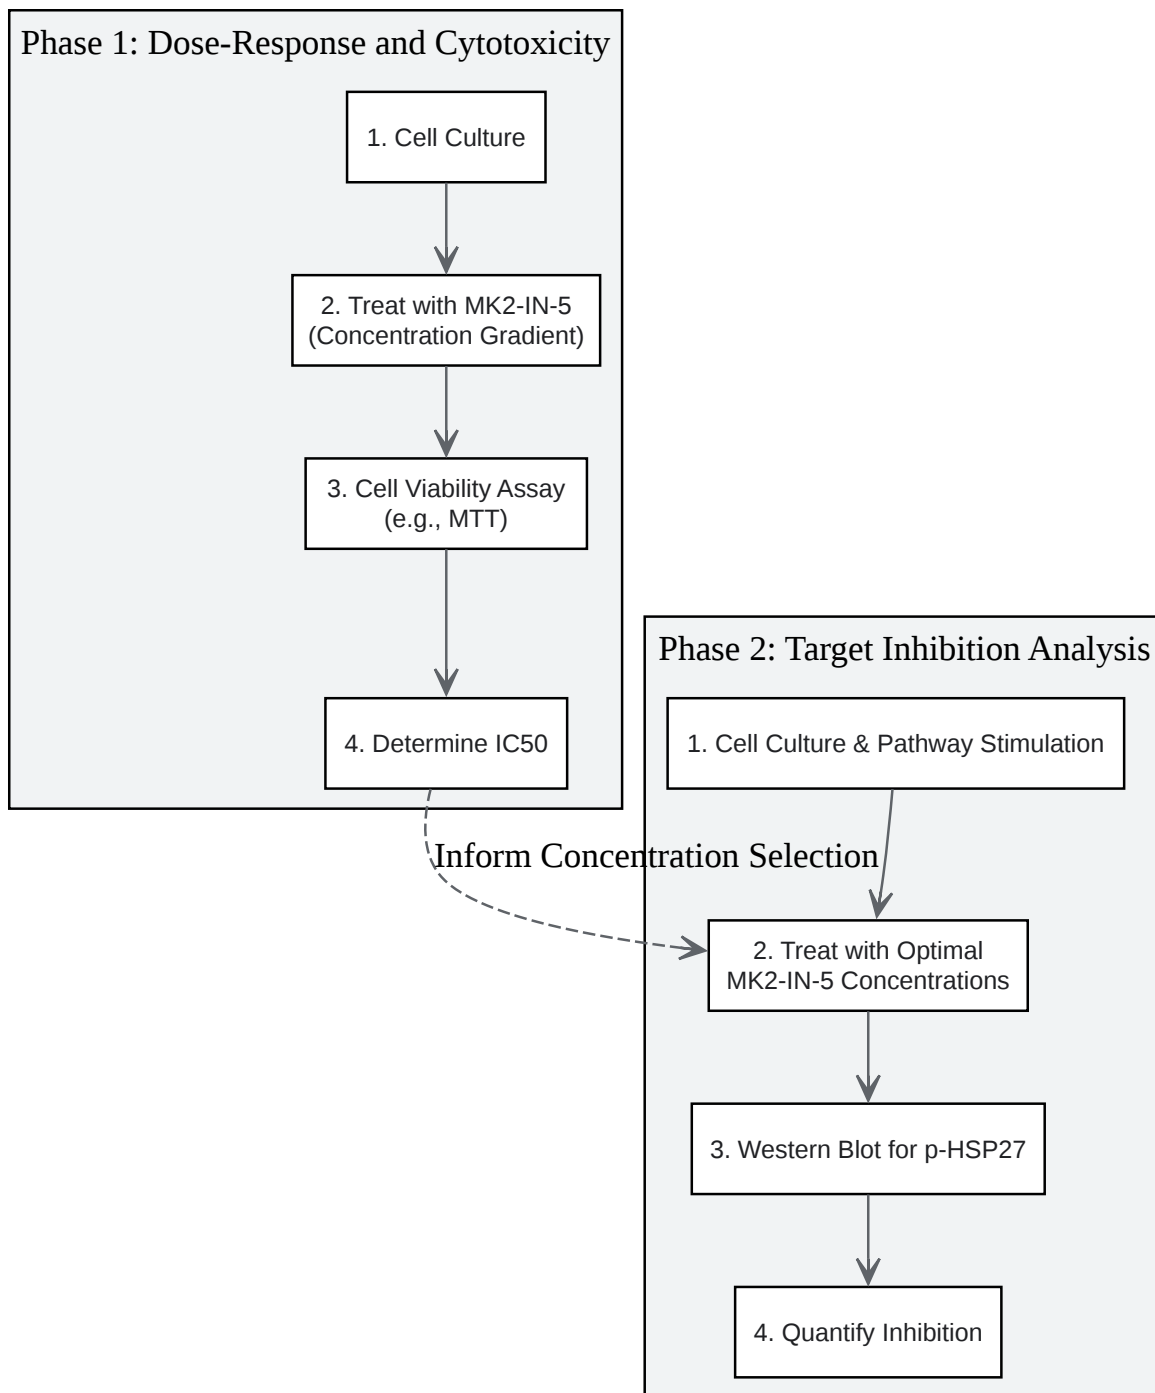 Phase 1: Dose-Response and Cytotoxicity
1. Cell Culture
2. Treat with MK2-IN-5
(Concentration Gradient)
3. Cell Viability Assay
(e.g., MTT)
4. Determine IC50
Inform Concentration Selection
Phase 2: Target Inhibition Analysis
1. Cell Culture & Pathway Stimulation
2. Treat with Optimal
MK2-IN-5 Concentrations
3. Western Blot for p-HSP27
4. Quantify Inhibition